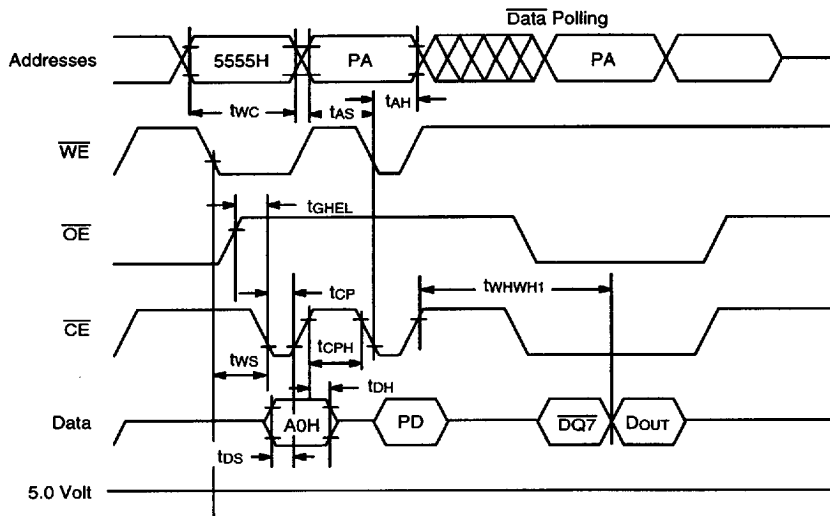 Data Polling
Addresses 5555H PA PA
tWC tAS tAH
WE
tGHEL
OE
tCP tWHWH1
CE
tWS tCPH
tDH
Data A0H PD DQ7 DOUT
tDS
5.0 Volt